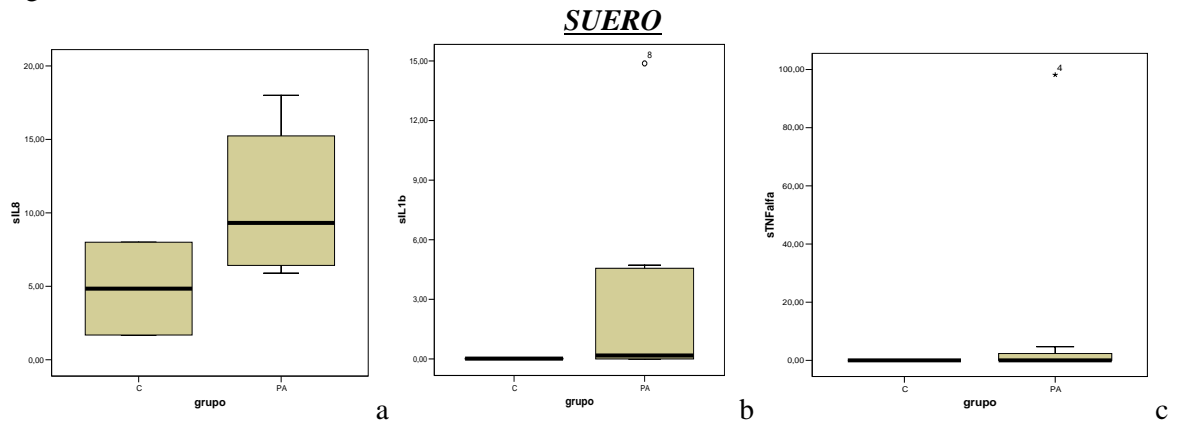 SUERO
20,00
15,00
10,00
5,00
0,00
sIL8
C
PA
grupo
a
15,00
12,00
9,00
6,00
3,00
0,00
sIL1b
8
C
PA
grupo
b
100,00
80,00
60,00
40,00
20,00
0,00
sTNFalfa
4
C
PA
grupo
c